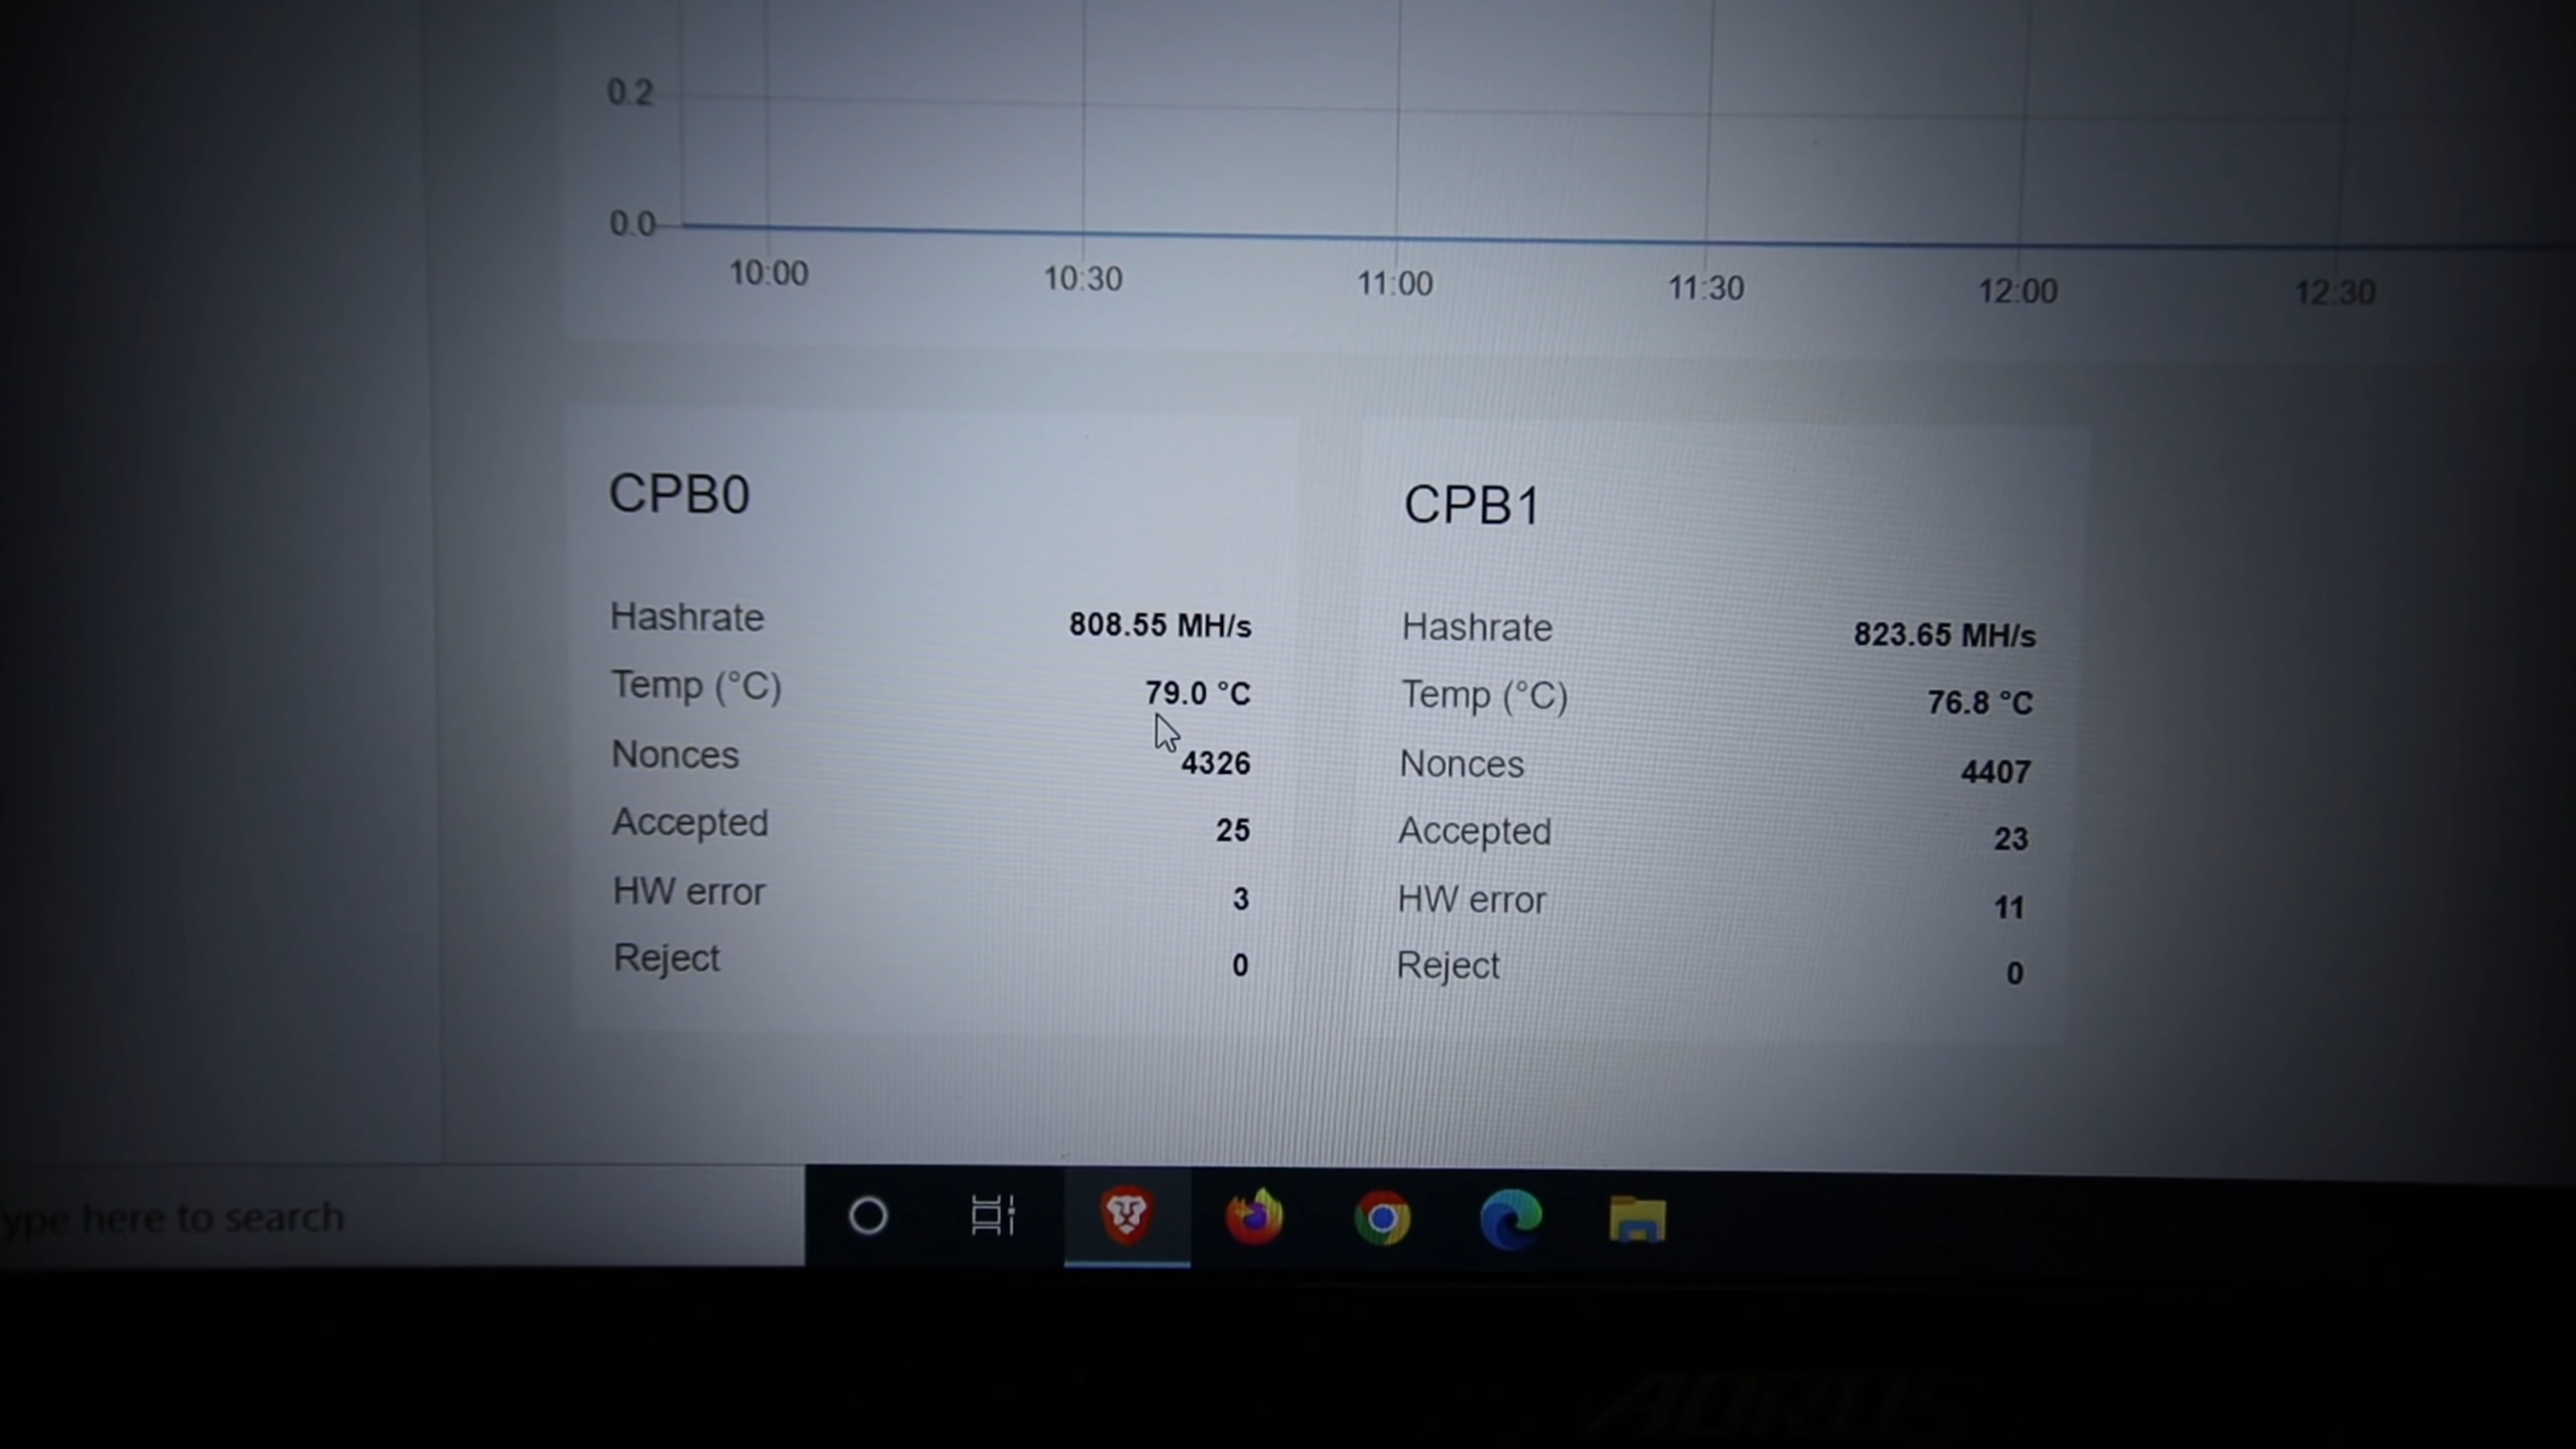 0.2
0.0
10:00 10:30 11:00 11:30 12:00 12:30
CPB0
Hashrate 808.55 MH/s
Temp (°C) 79.0 °C
Nonces 4326
Accepted 25
HW error 3
Reject 0
CPB1
Hashrate 823.65 MH/s
Temp (°C) 76.8 °C
Nonces 4407
Accepted 23
HW error 11
Reject 0
ype here to search
AORUS